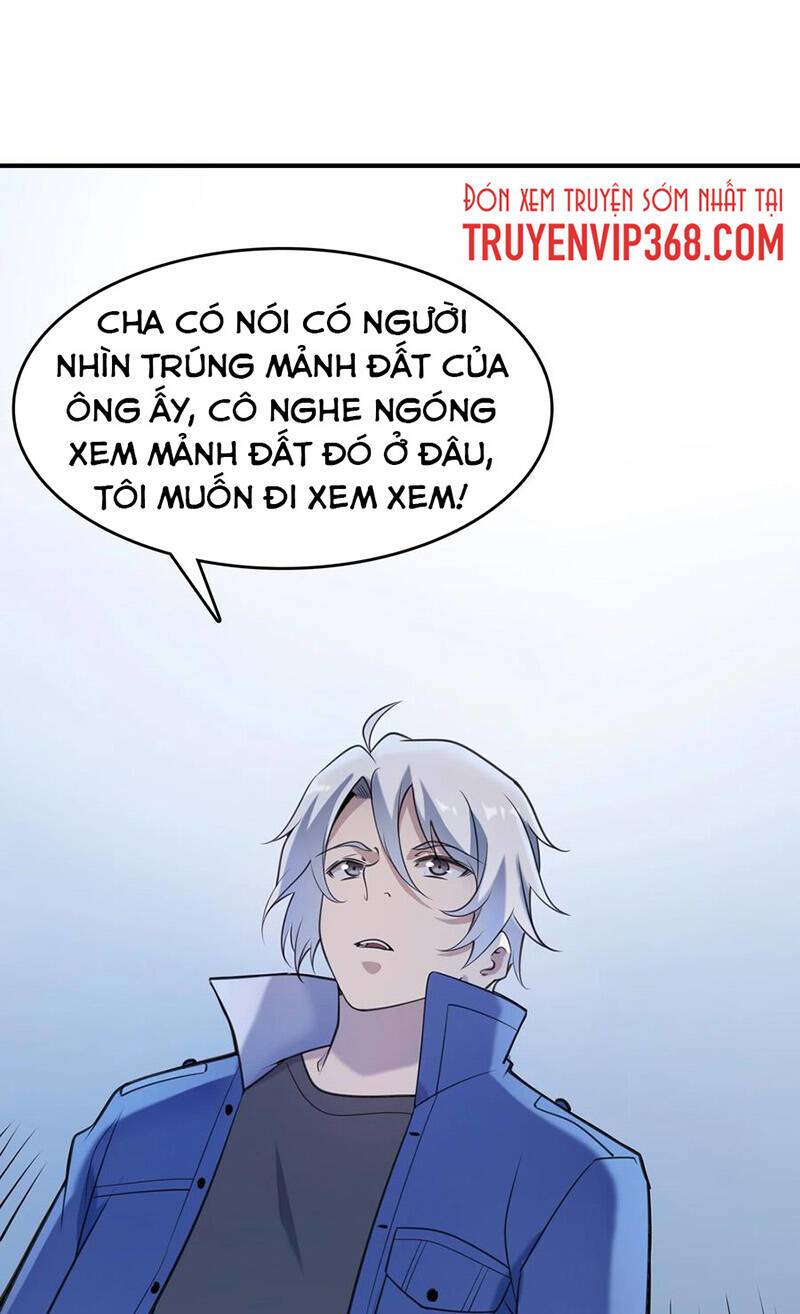 ĐÓN XEM TRUYỆN SỚM NHẤT TẠI
TRUYENVIP368.COM
CHA CÓ NÓI CÓ NGƯỜI
NHÌN TRÚNG MẢNH ĐẤT CỦA
ÔNG ẤY, CÔ NGHE NGÓNG
XEM MẢNH ĐẤT ĐÓ Ở ĐÂU,
TÔI MUỐN ĐI XEM XEM!